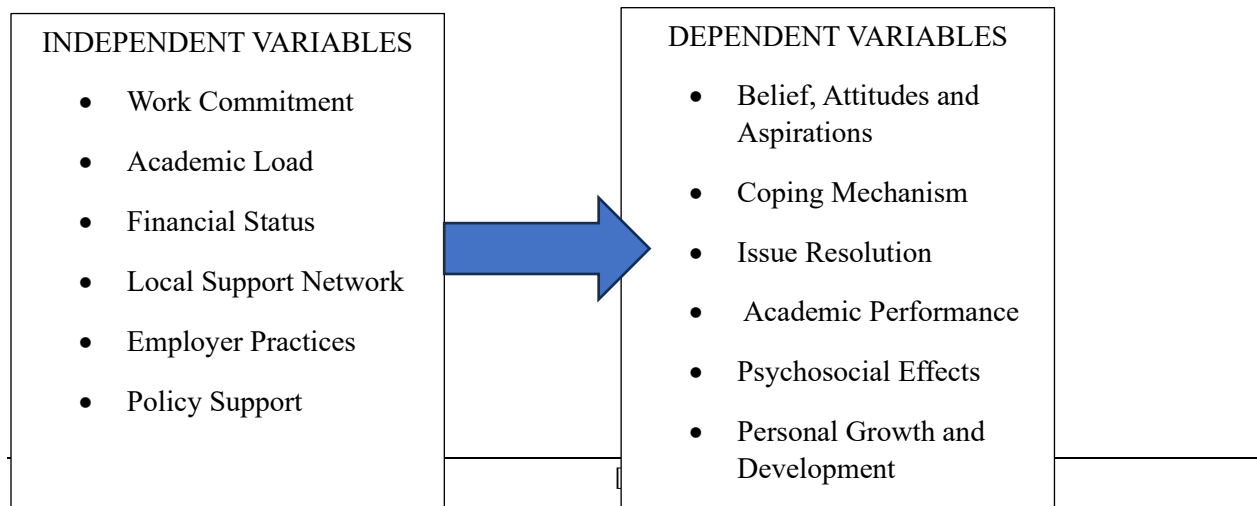 INDEPENDENT VARIABLES
• Work Commitment
• Academic Load
• Financial Status
• Local Support Network
• Employer Practices
• Policy Support
DEPENDENT VARIABLES
• Belief, Attitudes and
Aspirations
• Coping Mechanism
• Issue Resolution
• Academic Performance
• Psychosocial Effects
• Personal Growth and
Development